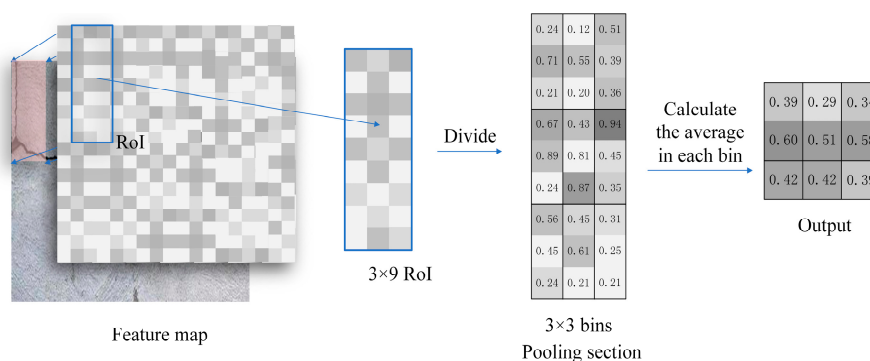 RoI
Feature map
3×9 RoI
Divide
0.24 0.12 0.51
0.71 0.55 0.39
0.21 0.20 0.36
0.67 0.43 0.94
0.89 0.81 0.45
0.24 0.87 0.35
0.56 0.45 0.31
0.45 0.61 0.25
0.24 0.21 0.21
3×3 bins
Pooling section
Calculate
the average
in each bin
0.39 0.29
0.60 0.51
0.42 0.42
Output